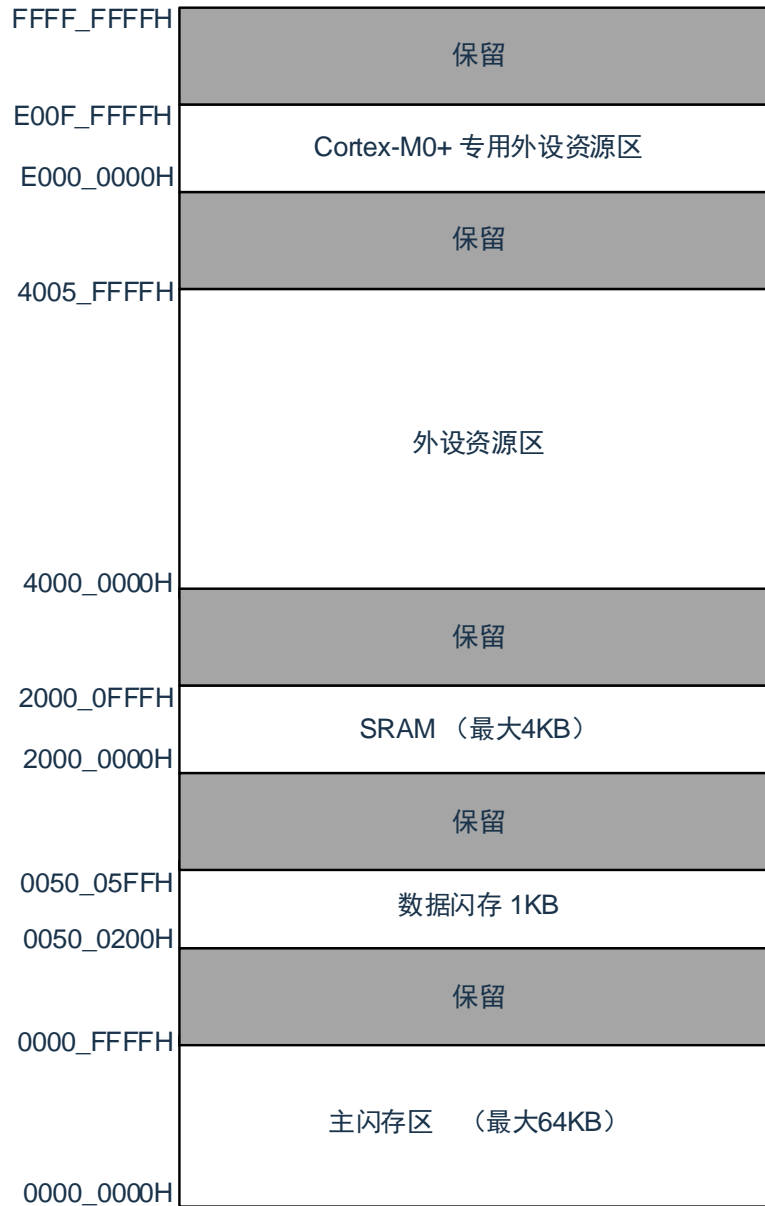 FFFF_FFFFH
保留
E00F_FFFFH
Cortex-M0+ 专用外设资源区
E000_0000H
保留
4005_FFFFH
外设资源区
4000_0000H
保留
2000_0FFFH
SRAM （最大4KB）
2000_0000H
保留
0050_05FFH
数据闪存 1KB
0050_0200H
保留
0000_FFFFH
主闪存区 （最大64KB）
0000_0000H